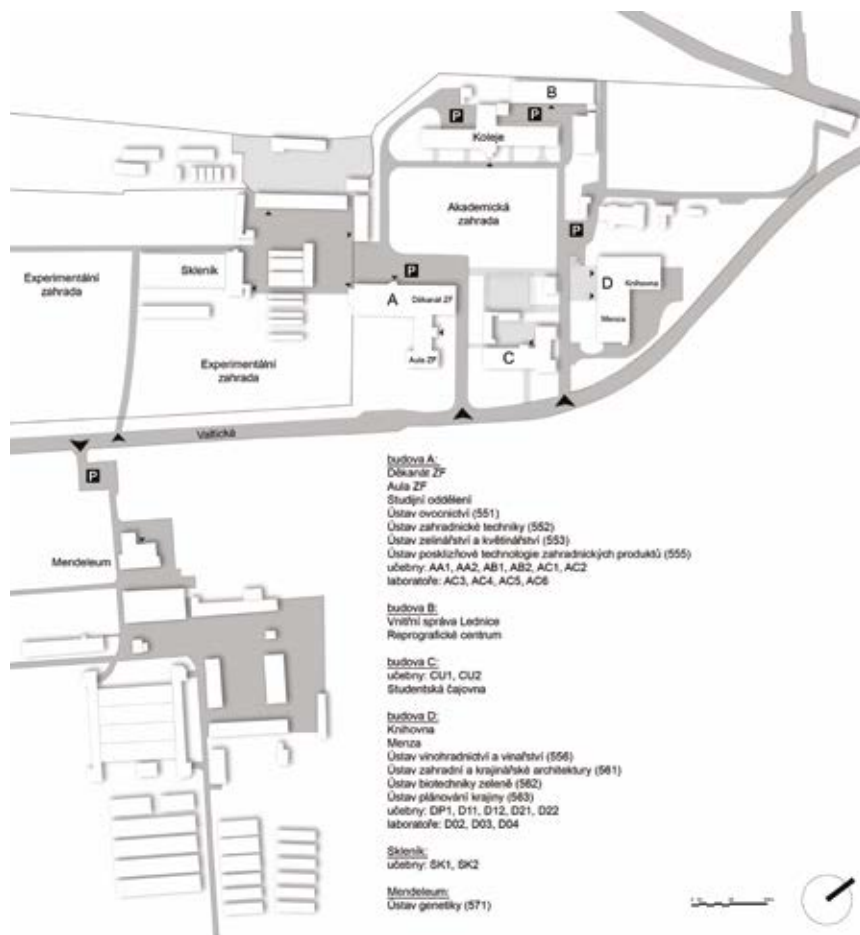 B
P
P
Koleje
Akademická
zahrada
P
Skleník
Experimentální
zahrada
P
D
Knihovna
A
Děkanát ZF
Menza
C
Aula ZF
Experimentální
zahrada
Valtická
P
Mendeleum
budova A:
Děkanát ZF
Aula ZF
Studijní oddělení
Ústav ovocnictví (551)
Ústav zahradnické techniky (552)
Ústav zelinářství a květinářství (553)
Ústav posklizňové technologie zahradnických produktů (555)
učebny: AA1, AA2, AB1, AB2, AC1, AC2
laboratoře: AC3, AC4, AC5, AC6
budova B:
Vnitřní správa Lednice
Reprografické centrum
budova C:
učebny: CU1, CU2
Studentská čajovna
budova D:
Knihovna
Menza
Ústav vinohradnictví a vinařství (556)
Ústav zahradní a krajinářské architektury (561)
Ústav biotechniky zeleně (562)
Ústav plánování krajiny (563)
učebny: DP1, D11, D12, D21, D22
laboratoře: D02, D03, D04
Skleník:
učebny: SK1, SK2
Mendeleum:
Ústav genetiky (571)